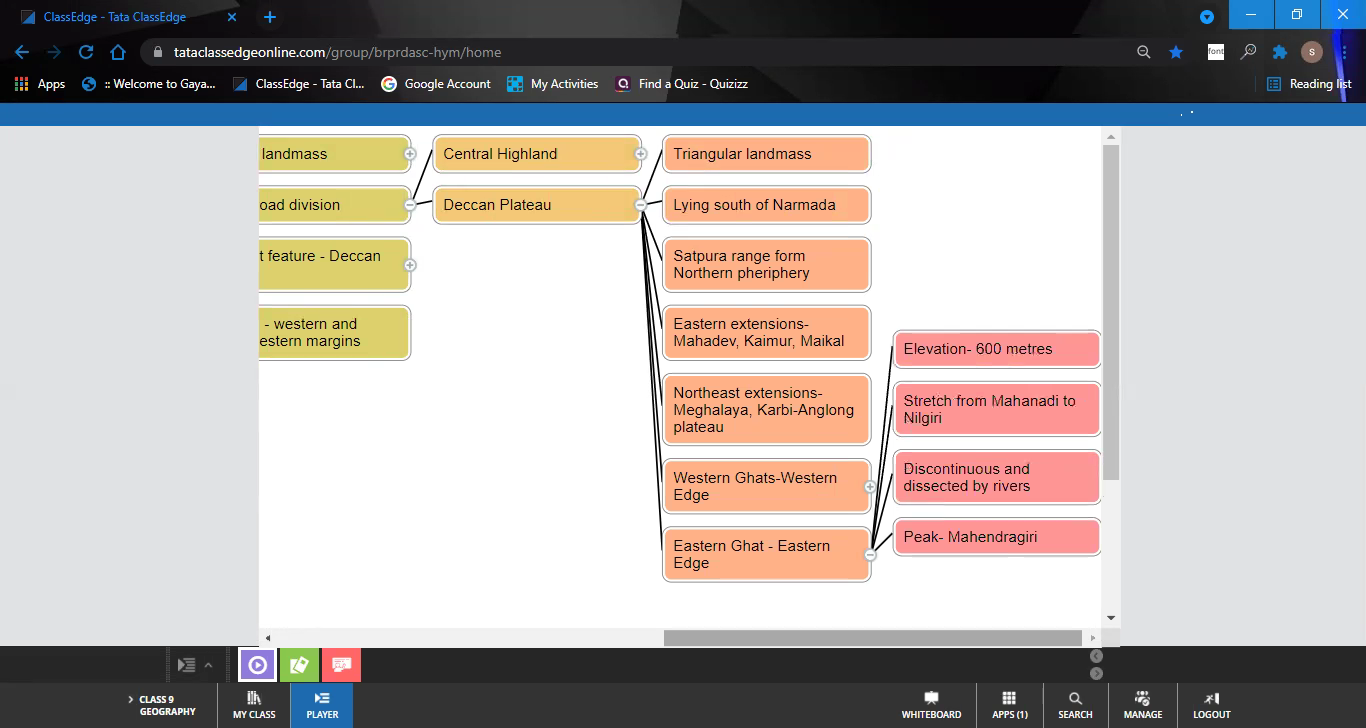 ClassEdge - Tata ClassEdge
tataclassedgeonline.com/group/brprdasc-hym/home
font
S
Apps
:: Welcome to Gaya...
ClassEdge - Tata Cl...
Google Account
My Activities
Find a Quiz - Quizizz
Reading list
landmass
Central Highland
Triangular landmass
oad division
Deccan Plateau
Lying south of Narmada
t feature - Deccan
Satpura range form
Northern pheriphery
- western and
estern margins
Eastern extensions-
Mahadev, Kaimur, Maikal
Elevation- 600 metres
Northeast extensions-
Meghalaya, Karbi-Anglong
plateau
Stretch from Mahanadi to
Nilgiri
Western Ghats-Western
Edge
Discontinuous and
dissected by rivers
Eastern Ghat - Eastern
Edge
Peak- Mahendragiri
CLASS 9
GEOGRAPHY
MY CLASS
PLAYER
WHITEBOARD
APPS (1)
SEARCH
MANAGE
LOGOUT